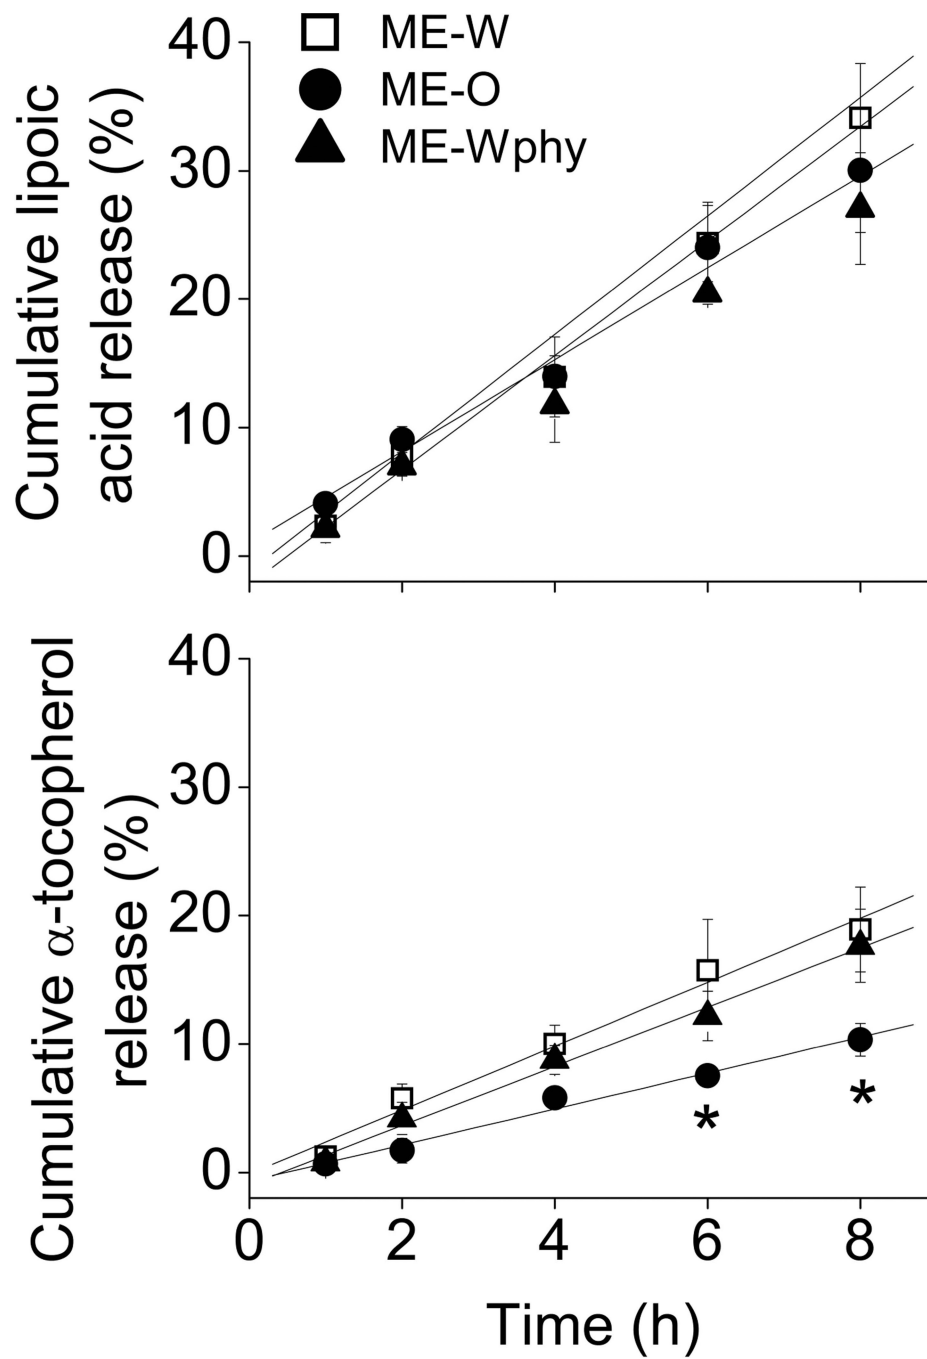 ME-W
ME-O
ME-Wphy
Cumulative lipoic
acid release (%)
40
30
20
10
0
Cumulative α-tocopherol
release (%)
40
30
20
10
0
*
*
0 2 4 6 8
Time (h)